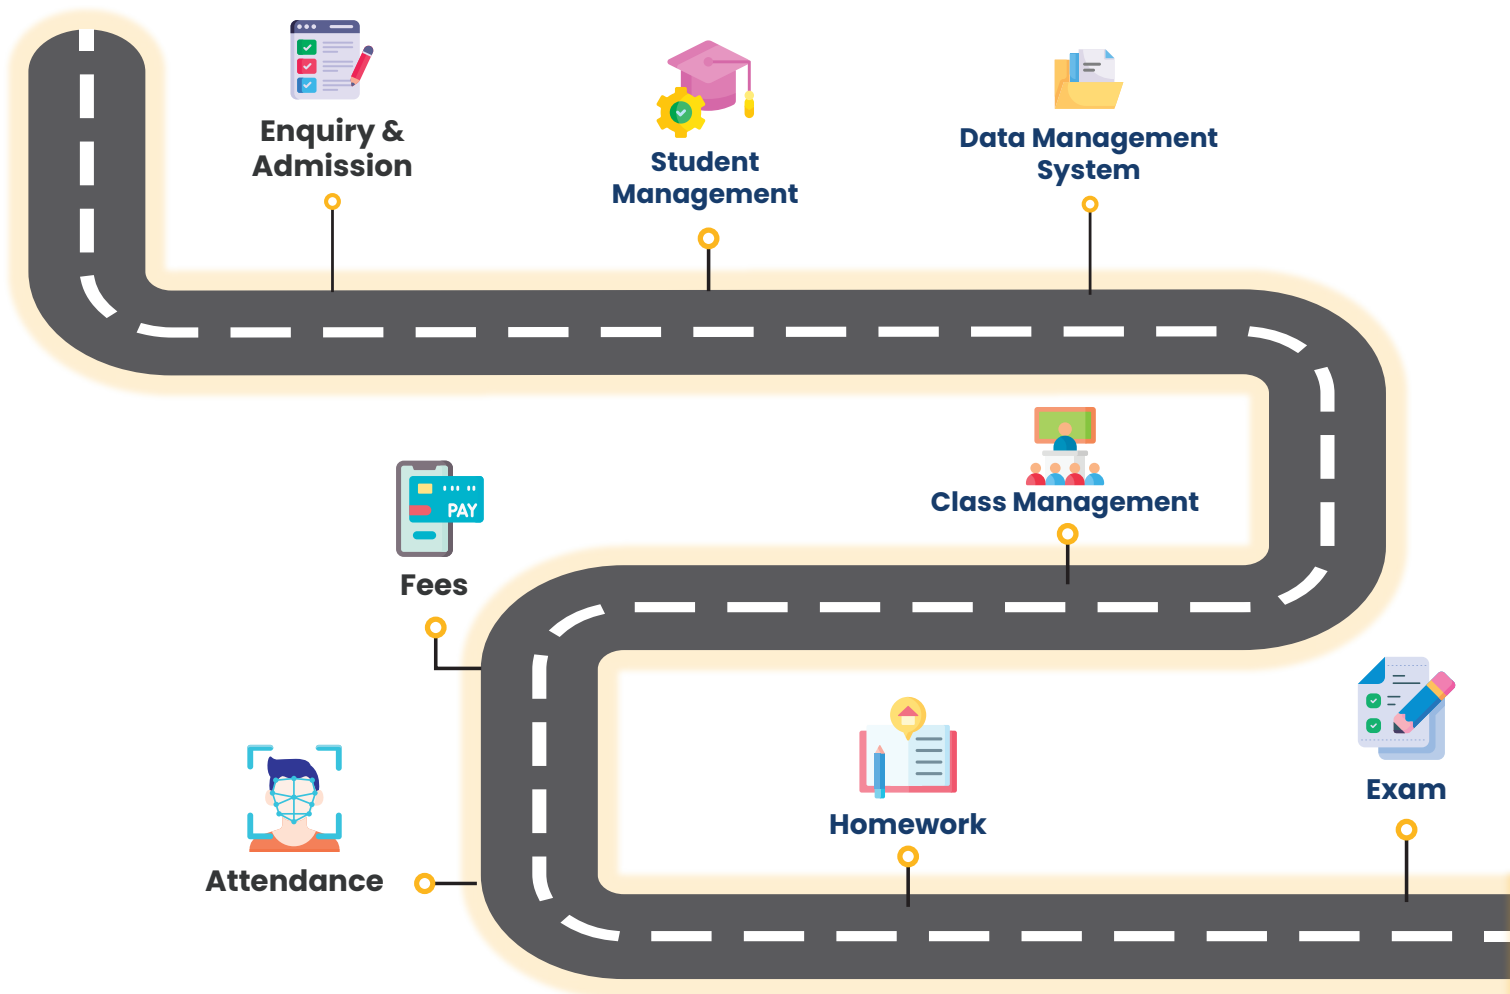 Enquiry &
Admission
Student
Management
Data Management
System
Class Management
PAY
Fees
Attendance
Homework
Exam